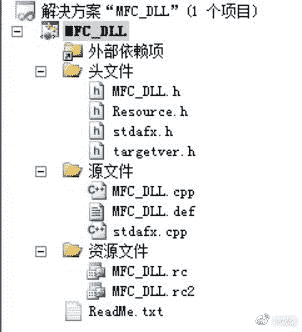 解决方案“MFC_DLL”(1 个项目)
MFC_DLL
外部依赖项
头文件
MFC_DLL.h
Resource.h
stdafx.h
targetver.h
源文件
MFC_DLL.cpp
MFC_DLL.def
stdafx.cpp
资源文件
MFC_DLL.rc
MFC_DLL.rc2
ReadMe.txt